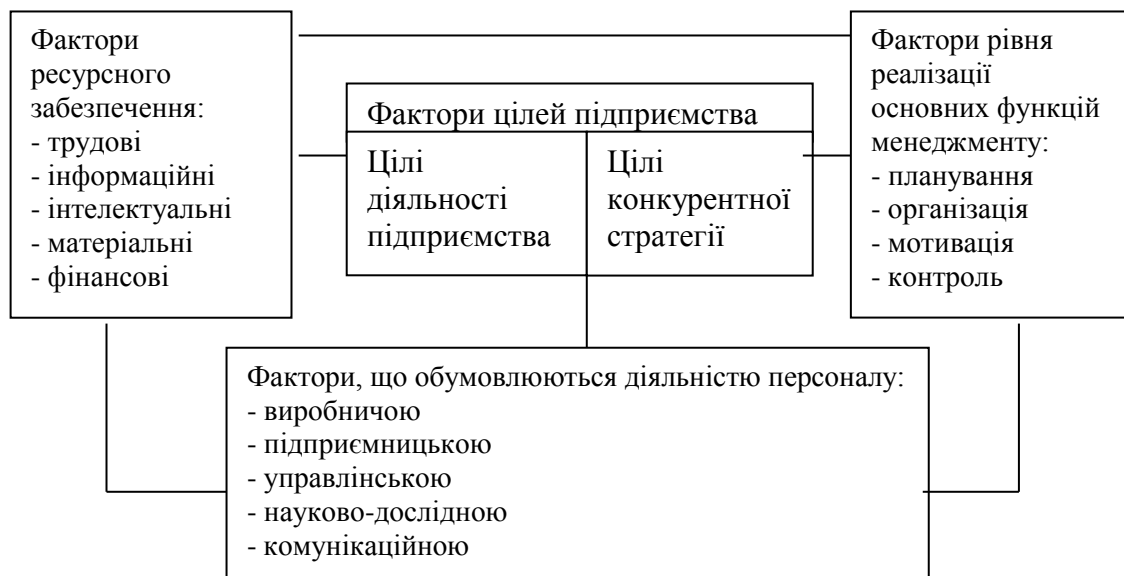 Фактори
ресурсного
забезпечення:
- трудові
- інформаційні
- інтелектуальні
- матеріальні
- фінансові
Фактори цілей підприємства
Цілі
діяльності
підприємства
Цілі
конкурентної
стратегії
Фактори рівня
реалізації
основних функцій
менеджменту:
- планування
- організація
- мотивація
- контроль
Фактори, що обумовлюються діяльністю персоналу:
- виробничою
- підприємницькою
- управлінською
- науково-дослідною
- комунікаційною